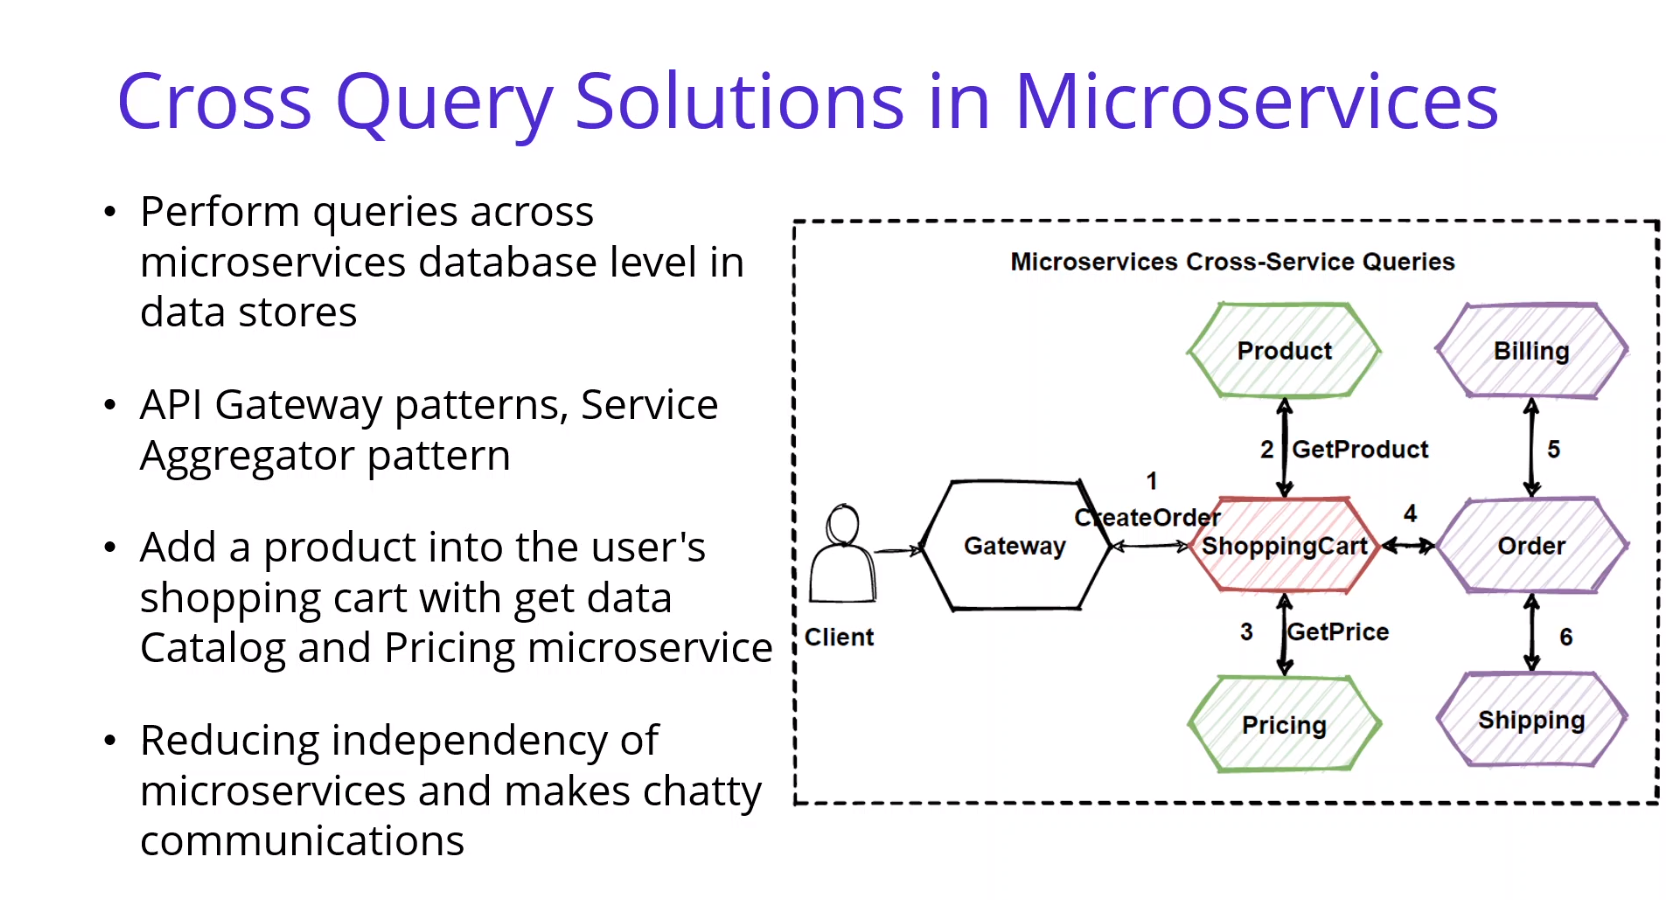 Cross Query Solutions in Microservices
• Perform queries across
microservices database level in
data stores
• API Gateway patterns, Service
Aggregator pattern
• Add a product into the user's
shopping cart with get data
Catalog and Pricing microservice
• Reducing independency of
microservices and makes chatty
communications
Microservices Cross-Service Queries
Product
Billing
2 GetProduct
5
1
CreateOrder
4
Gateway
ShoppingCart
Order
Client
3 GetPrice
6
Pricing
Shipping